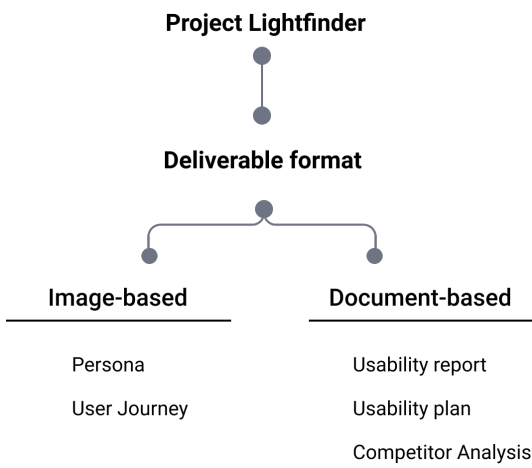 Project Lightfinder
Deliverable format
Image-based
Persona
User Journey
Document-based
Usability report
Usability plan
Competitor Analysis